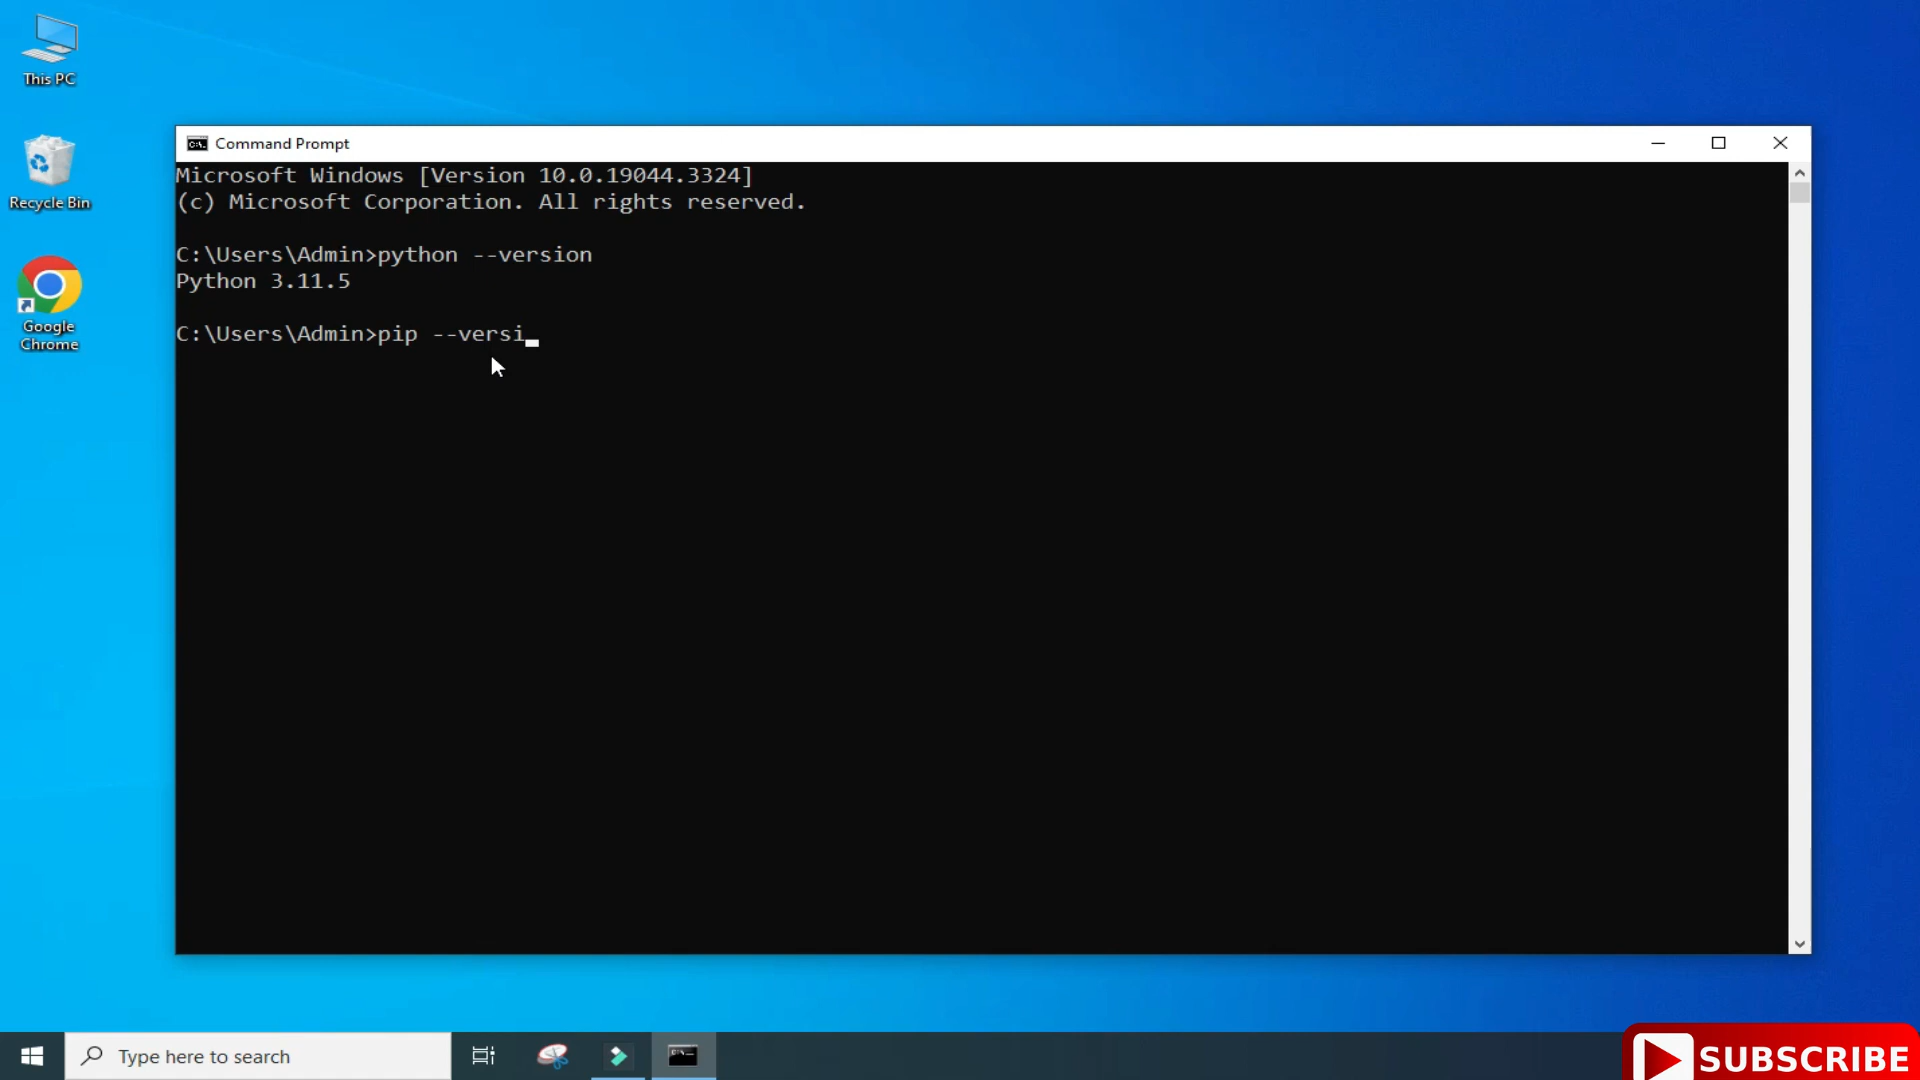 This PC
Recycle Bin
Google
Chrome
Command Prompt
Microsoft Windows [Version 10.0.19044.3324]
(c) Microsoft Corporation. All rights reserved.
C:\Users\Admin>python --version
Python 3.11.5
C:\Users\Admin>pip --versi_
Type here to search
SUBSCRIBE